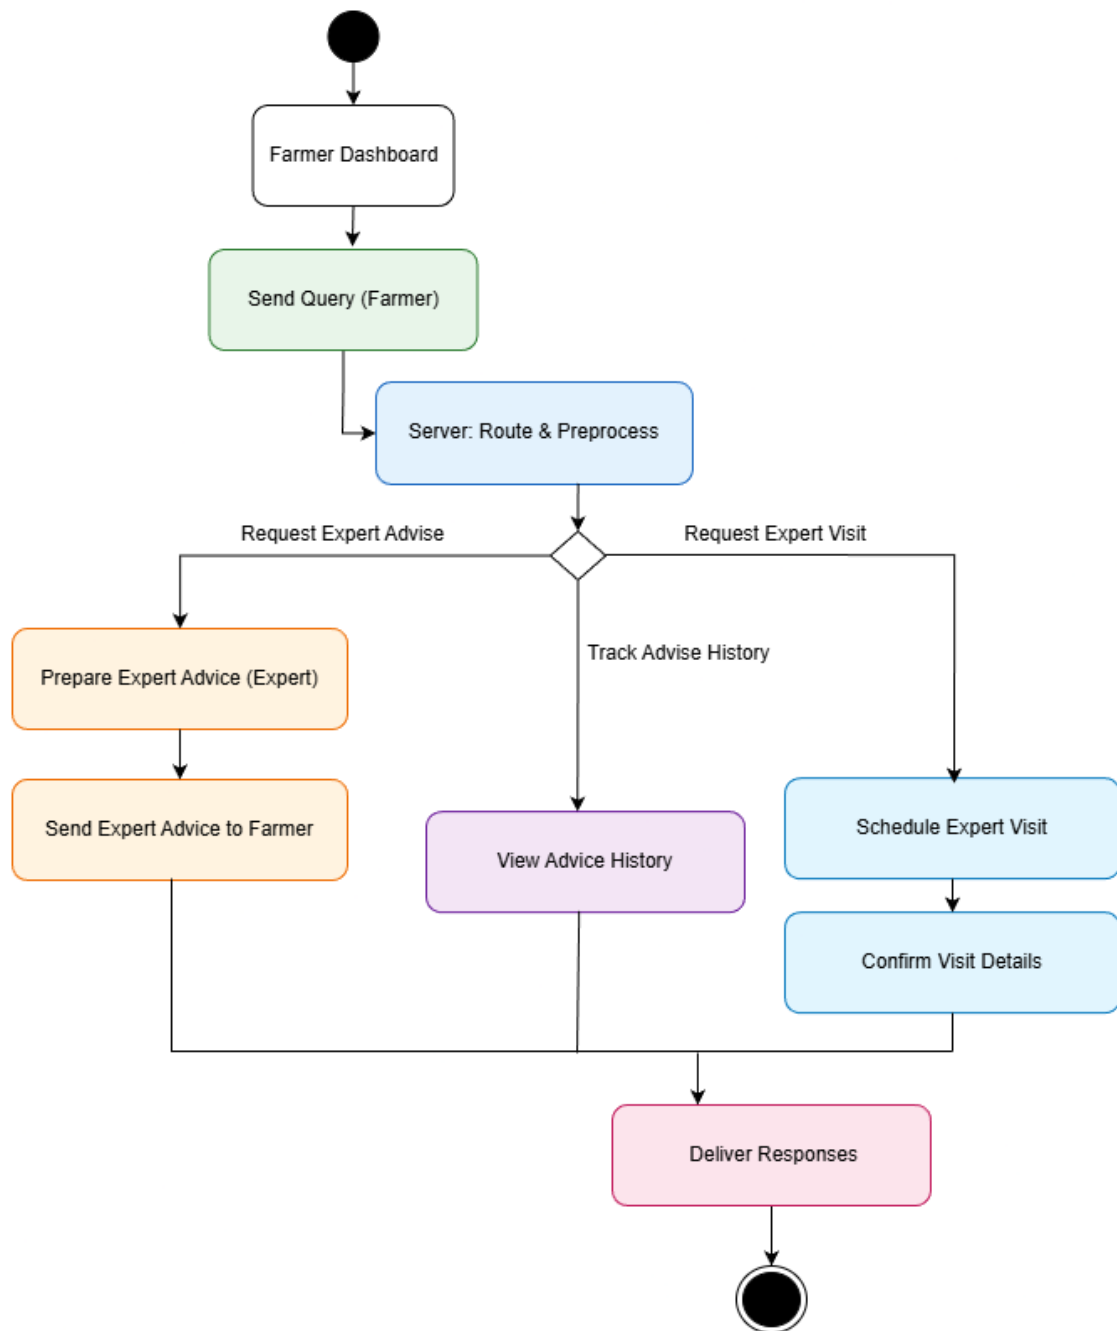 Farmer Dashboard
Send Query (Farmer)
Server: Route & Preprocess
Request Expert Advise
Request Expert Visit
Track Advise History
Prepare Expert Advice (Expert)
Send Expert Advice to Farmer
View Advice History
Schedule Expert Visit
Confirm Visit Details
Deliver Responses